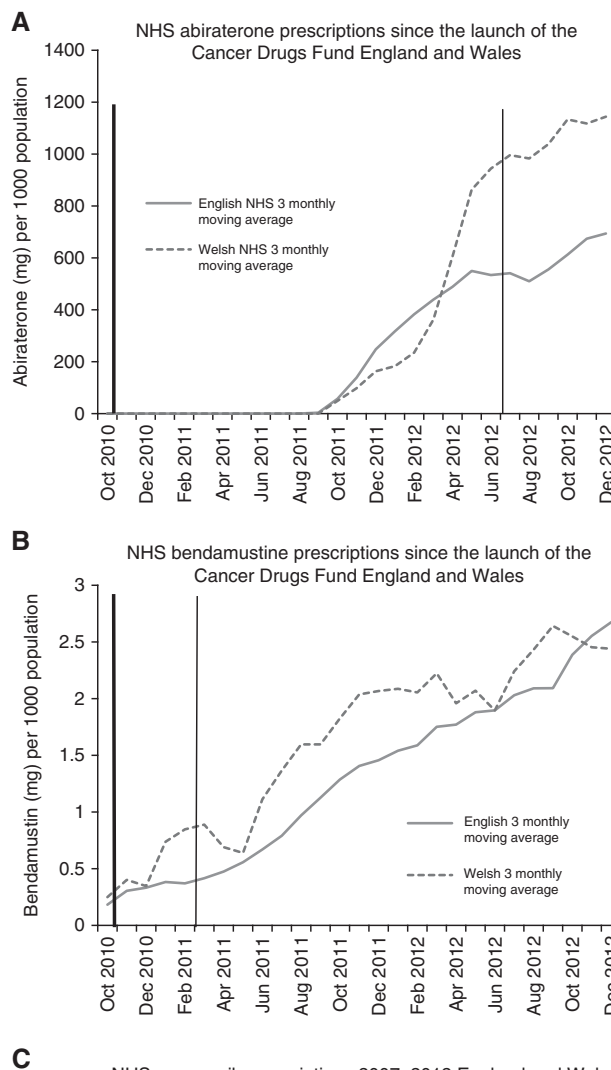 A
NHS abiraterone prescriptions since the launch of the
Cancer Drugs Fund England and Wales
Abiraterone (mg) per 1000 population
1400
1200
1000
800
600
400
200
0
English NHS 3 monthly
moving average
Welsh NHS 3 monthly
moving average
Oct 2010
Dec 2010
Feb 2011
Apr 2011
Jun 2011
Aug 2011
Oct 2011
Dec 2011
Feb 2012
Apr 2012
Jun 2012
Aug 2012
Oct 2012
Dec 2012
B
NHS bendamustine prescriptions since the launch of the
Cancer Drugs Fund England and Wales
Bendamustin (mg) per 1000 population
3
2.5
2
1.5
1
0.5
0
English 3 monthly
moving average
Welsh 3 monthly
moving average
Oct 2010
Dec 2010
Feb 2011
Apr 2011
Jun 2011
Aug 2011
Oct 2011
Dec 2011
Feb 2012
Apr 2012
Jun 2012
Aug 2012
Oct 2012
C